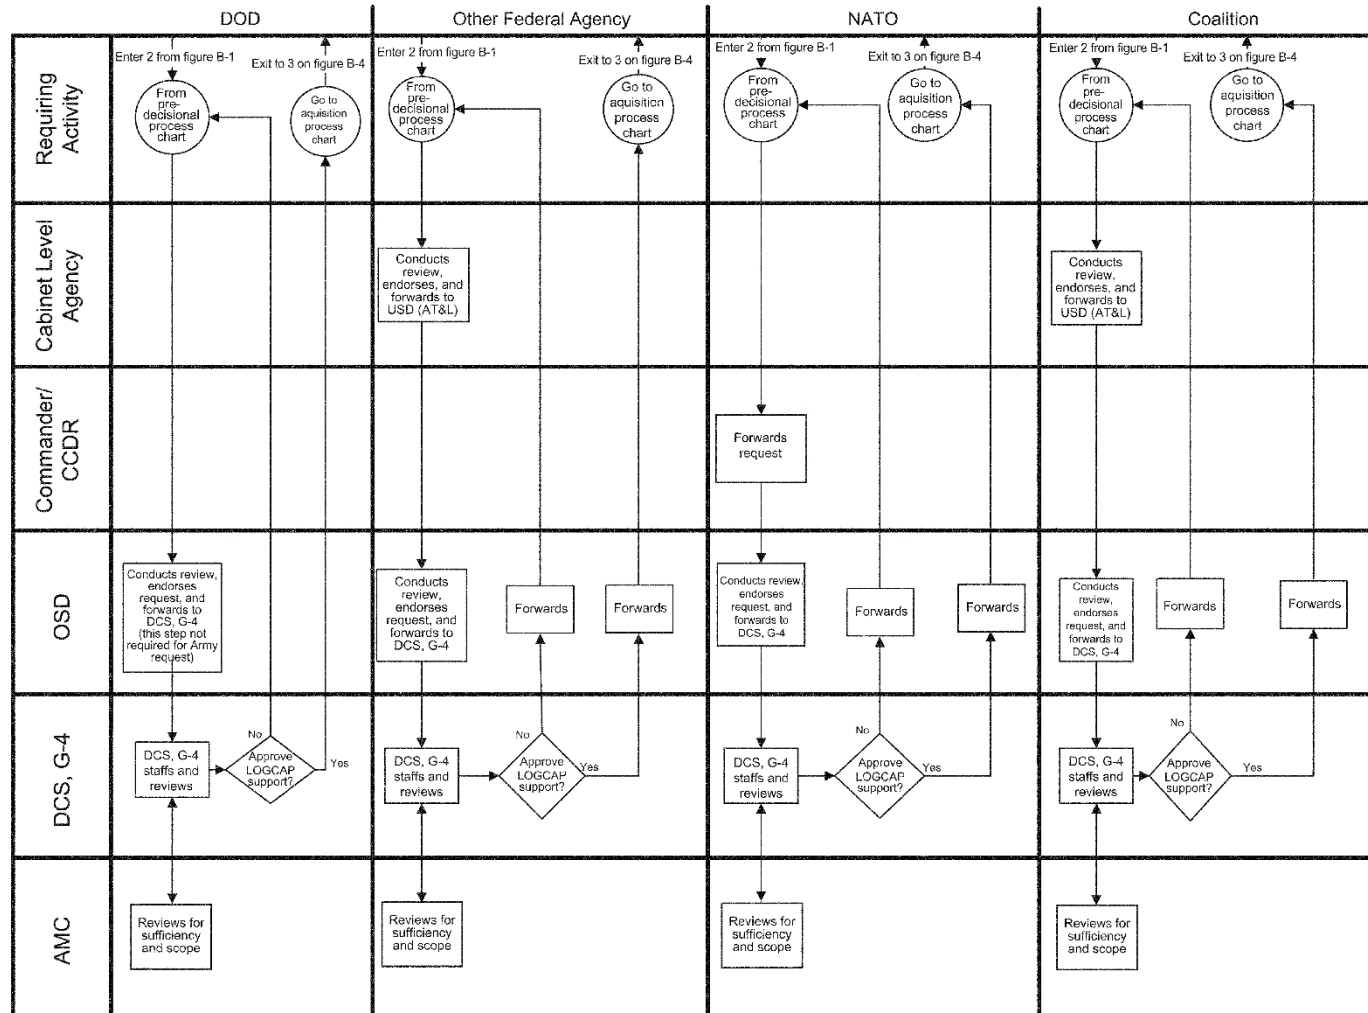 DOD
Other Federal Agency
NATO
Coalition
Requiring
Activity
Enter 2 from figure B-1
Exit to 3 on figure B-4
From
pre-
decisional
process
chart
Go to
aquisition
process
chart
Enter 2 from figure B-1
Exit to 3 on figure B-4
From
pre-
decisional
process
chart
Go to
aquisition
process
chart
Enter 2 from figure B-1
Exit to 3 on figure B-4
From
pre-
decisional
process
chart
Go to
aquisition
process
chart
Enter 2 from figure B-1
Exit to 3 on figure B-4
From
pre-
decisional
process
chart
Go to
aquisition
process
chart
Cabinet Level
Agency
Conducts
review,
endorses, and
forwards to
USD (AT&L)
Conducts
review,
endorses, and
forwards to
USD (AT&L)
Commander/
CCDR
Forwards
request
OSD
Conducts review,
endorses
request, and
forwards to
DCS, G-4
(this step not
required for Army
request)
Conducts
review,
endorses
request, and
forwards to
DCS, G-4
Forwards
Forwards
Conducts review,
endorses
request, and
forwards to
DCS, G-4
Forwards
Forwards
Conducts
review,
endorses
request, and
forwards to
DCS, G-4
Forwards
Forwards
DCS, G-4
DCS, G-4
staffs and
reviews
No
Approve
LOGCAP
support?
Yes
DCS, G-4
staffs and
reviews
No
Approve
LOGCAP
support?
Yes
DCS, G-4
staffs and
reviews
No
Approve
LOGCAP
support?
Yes
DCS, G-4
staffs and
reviews
No
Approve
LOGCAP
support?
Yes
AMC
Reviews for
sufficiency
and scope
Reviews for
sufficiency
and scope
Reviews for
sufficiency
and scope
Reviews for
sufficiency
and scope